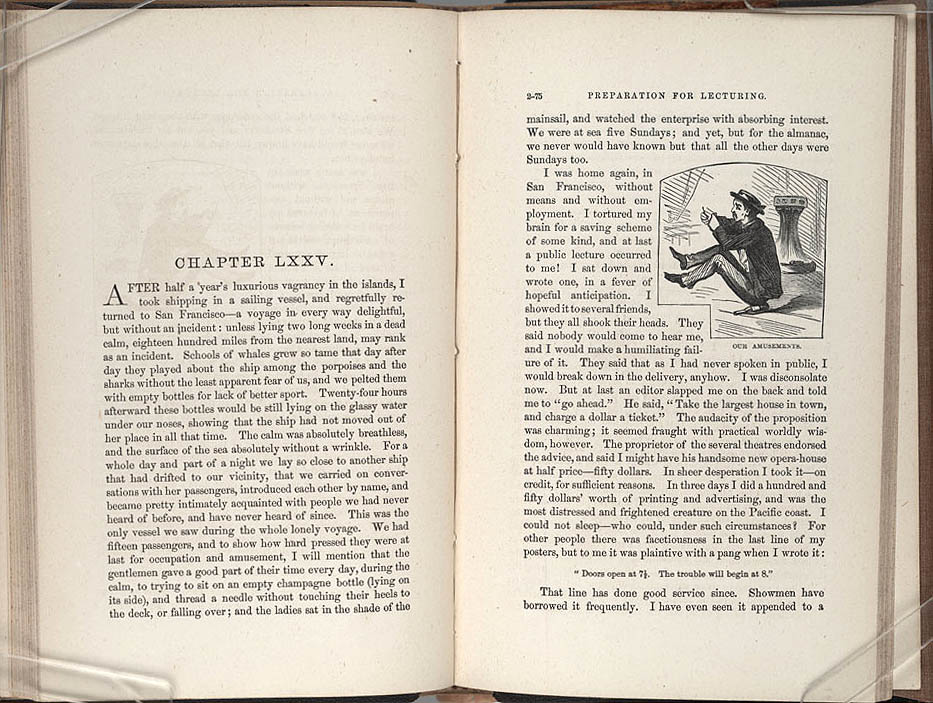 CHAPTER LXXV.
AFTER half a year's luxurious vagrancy in the islands, I
took shipping in a sailing vessel, and regretfully re-
turned to San Francisco—a voyage in every way delightful,
but without an incident: unless lying two long weeks in a dead
calm, eighteen hundred miles from the nearest land, may rank
as an incident. Schools of whales grew so tame that day after
day they played about the ship among the porpoises and the
sharks without the least apparent fear of us, and we pelted them
with empty bottles for lack of better sport. Twenty-four hours
afterward these bottles would be still lying on the glassy water
under our noses, showing that the ship had not moved out of
her place in all that time. The calm was absolutely breathless,
and the surface of the sea absolutely without a wrinkle. For a
whole day and part of a night we lay so close to another ship
that had drifted to our vicinity, that we carried on conver-
sations with her passengers, introduced each other by name, and
became pretty intimately acquainted with people we had never
heard of before, and have never heard of since. This was the
only vessel we saw during the whole lonely voyage. We had
fifteen passengers, and to show how hard pressed they were at
last for occupation and amusement, I will mention that the
gentlemen gave a good part of their time every day, during the
calm, to trying to sit on an empty champagne bottle (lying on
its side), and thread a needle without touching their heels to
the deck, or falling over; and the ladies sat in the shade of the
2-75 PREPARATION FOR LECTURING.
mainsail, and watched the enterprise with absorbing interest.
We were at sea five Sundays; and yet, but for the almanac,
we never would have known but that all the other days were
Sundays too.
I was home again, in
San Francisco, without
means and without em-
ployment. I tortured my
brain for a saving scheme
of some kind, and at last
a public lecture occurred
to me! I sat down and
wrote one, in a fever of
hopeful anticipation. I
showed it to several friends,
but they all shook their heads. They
said nobody would come to hear me,
and I would make a humiliating fail-
OUR AMUSEMENTS.
ure of it. They said that as I had never spoken in public, I
would break down in the delivery, anyhow. I was disconsolate
now. But at last an editor slapped me on the back and told
me to "go ahead." He said, "Take the largest house in town,
and charge a dollar a ticket." The audacity of the proposition
was charming; it seemed fraught with practical worldly wis-
dom, however. The proprietor of the several theatres endorsed
the advice, and said I might have his handsome new opera-house
at half price—fifty dollars. In sheer desperation I took it—on
credit, for sufficient reasons. In three days I did a hundred and
fifty dollars' worth of printing and advertising, and was the
most distressed and frightened creature on the Pacific coast. I
could not sleep—who could, under such circumstances? For
other people there was facetiousness in the last line of my
posters, but to me it was plaintive with a pang when I wrote it:
"Doors open at 7½. The trouble will begin at 8."
That line has done good service since. Showmen have
borrowed it frequently. I have even seen it appended to a